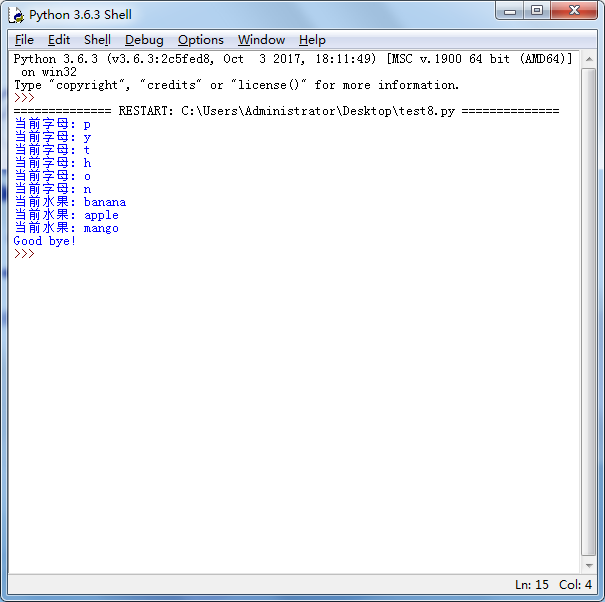 Python 3.6.3 Shell
File Edit Shell Debug Options Window Help
Python 3.6.3 (v3.6.3:2c5fed8, Oct  3 2017, 18:11:49) [MSC v.1900 64 bit (AMD64)]
on win32
Type "copyright", "credits" or "license()" for more information.
>>>
============== RESTART: C:\Users\Administrator\Desktop\test8.py ==============
当前字母: p
当前字母: y
当前字母: t
当前字母: h
当前字母: o
当前字母: n
当前水果: banana
当前水果: apple
当前水果: mango
Good bye!
>>>
Ln: 15 Col: 4